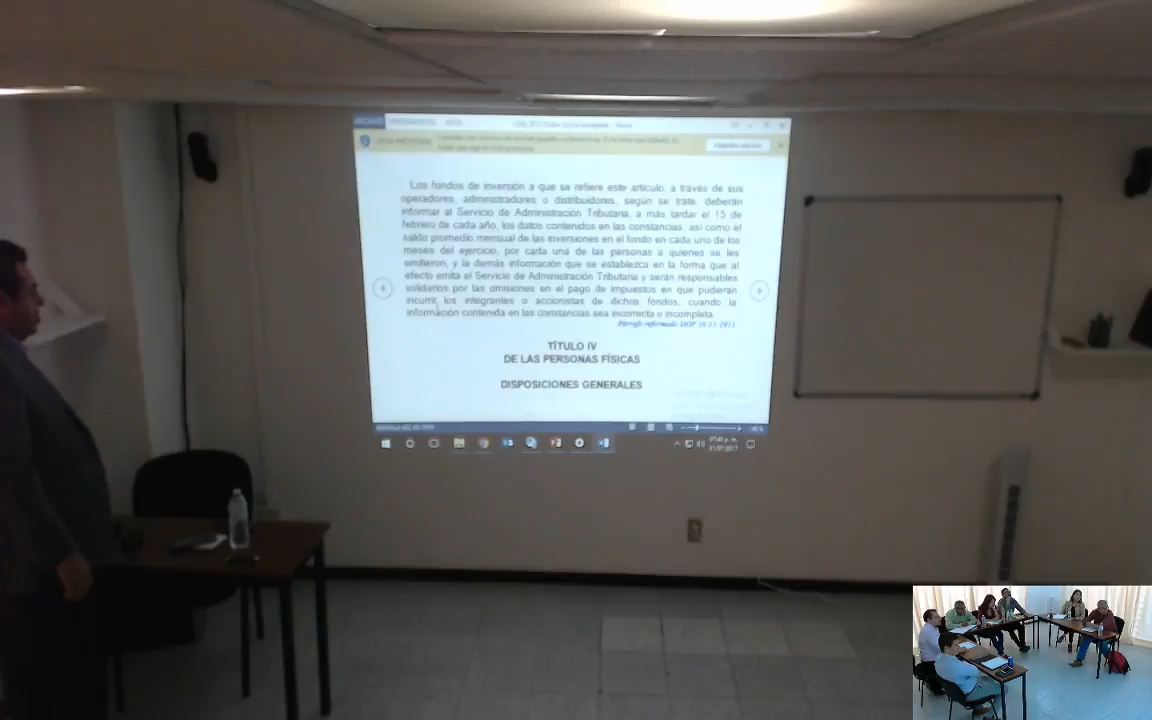 ARCHIVO
Los fondos de inversión a que se refiere este artículo, a través de sus
operadores, administradores o distribuidores, según se trate, deberán
informar al Servicio de Administración Tributaria, a más tardar el 15 de
febrero de cada año, los datos contenidos en las constancias, así como el
saldo promedio mensual de las inversiones en el fondo en cada uno de los
meses del ejercicio, por cada una de las personas a quienes se les
emitieron, y la demás información que se establezca en la forma que al
efecto emita el Servicio de Administración Tributaria y serán responsables
solidarios por las omisiones en el pago de impuestos en que pudieran
incurrir los integrantes o accionistas de dichos fondos, cuando la
información contenida en las constancias sea incorrecta o incompleta.
Párrafo reformado DOF
TÍTULO IV
DE LAS PERSONAS FÍSICAS
DISPOSICIONES GENERALES